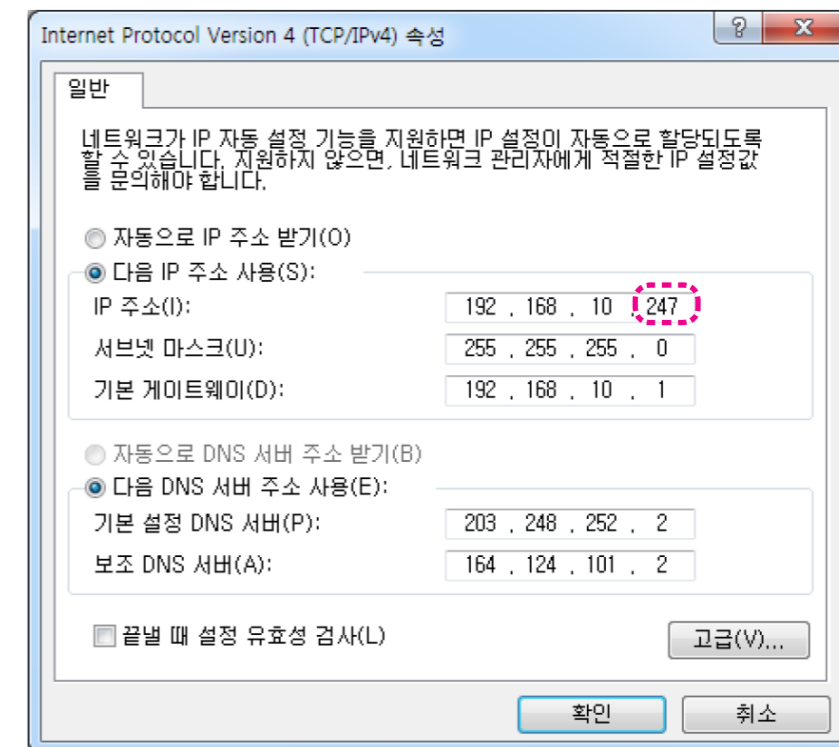 Internet Protocol Version 4 (TCP/IPv4) 속성
일반
네트워크가 IP 자동 설정 기능을 지원하면 IP 설정이 자동으로 할당되도록
할 수 있습니다. 지원하지 않으면, 네트워크 관리자에게 적절한 IP 설정값
을 문의해야 합니다.
자동으로 IP 주소 받기(O)
다음 IP 주소 사용(S):
IP 주소(I): 192 . 168 . 10 . 247
서브넷 마스크(U): 255 . 255 . 255 . 0
기본 게이트웨이(D): 192 . 168 . 10 . 1
자동으로 DNS 서버 주소 받기(B)
다음 DNS 서버 주소 사용(E):
기본 설정 DNS 서버(P): 203 . 248 . 252 . 2
보조 DNS 서버(A): 164 . 124 . 101 . 2
끝낼 때 설정 유효성 검사(L)
고급(V)...
확인 취소